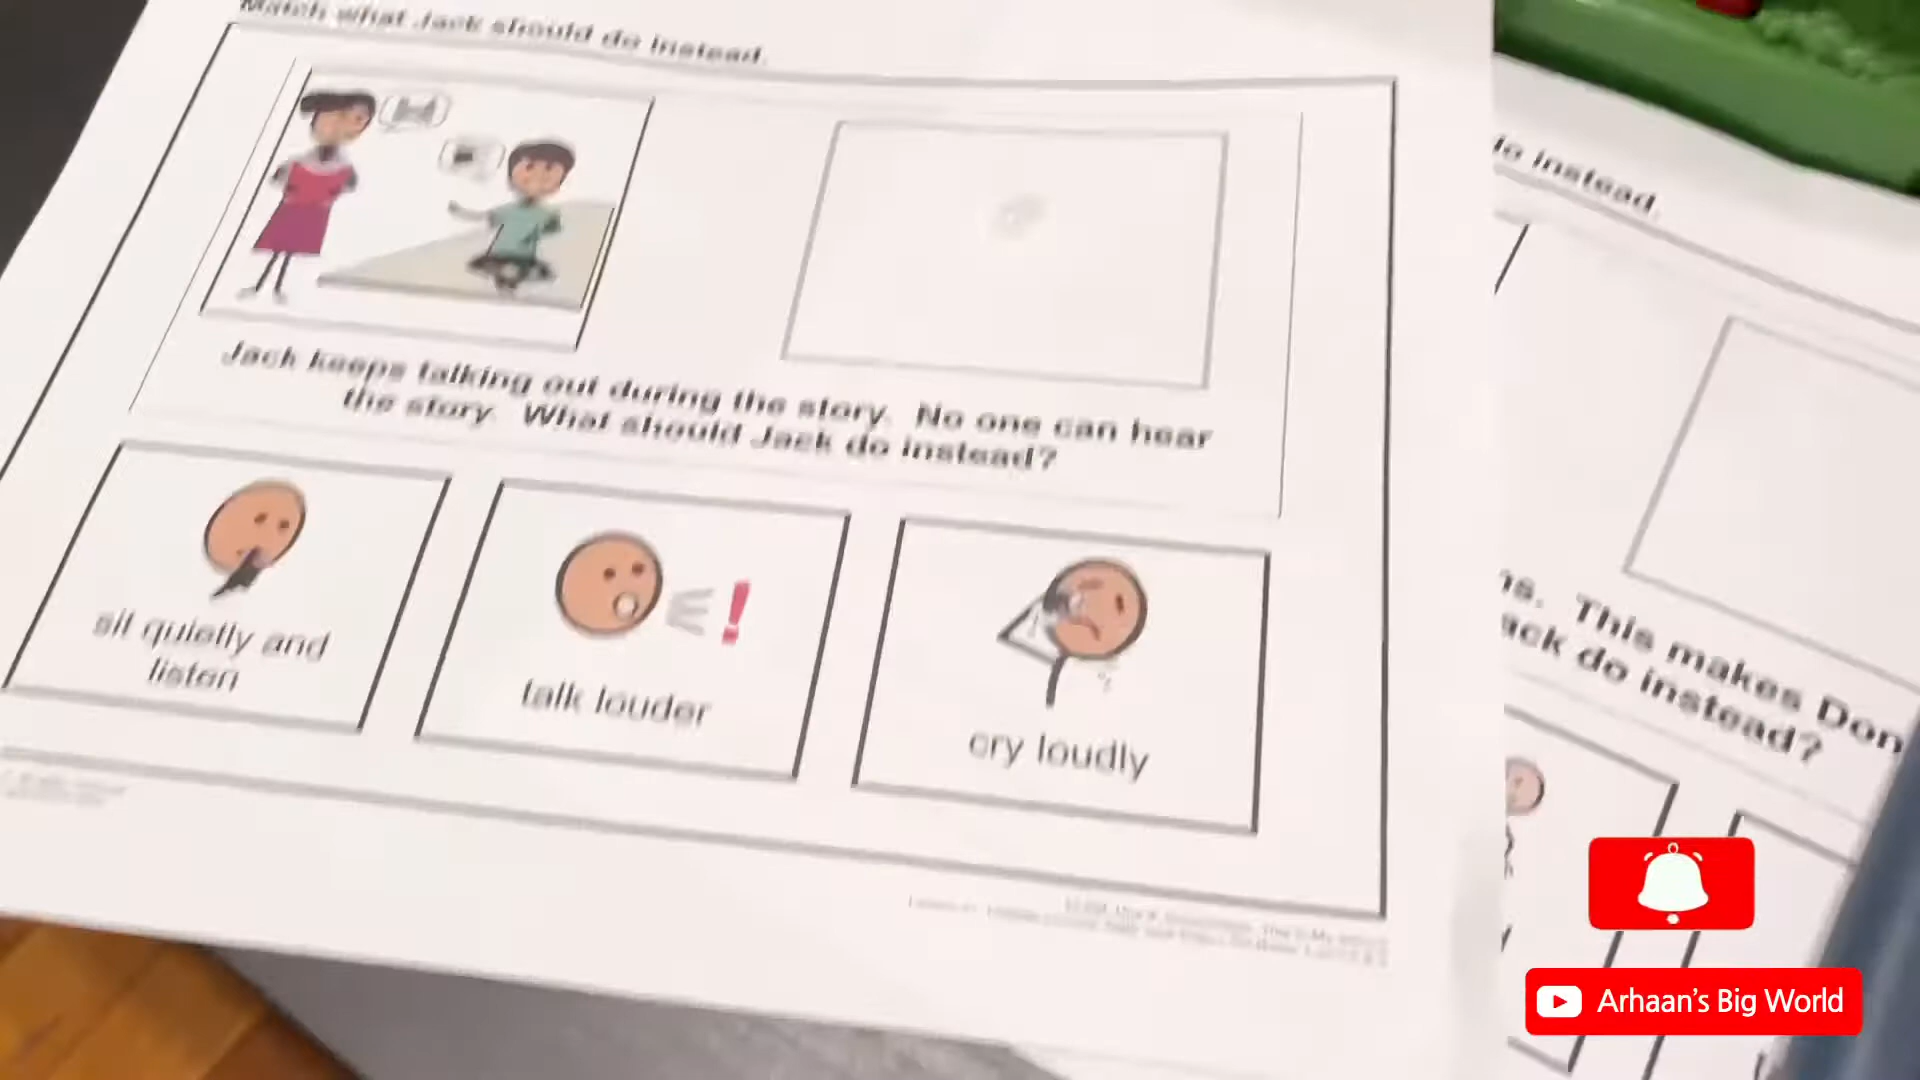 Match what Jack should do instead.
Jack keeps talking out during the story. No one can hear
the story. What should Jack do instead?
sit quietly and
listen
talk louder
cry loudly
do instead.
This makes Don
do instead?
Arhaan's Big World